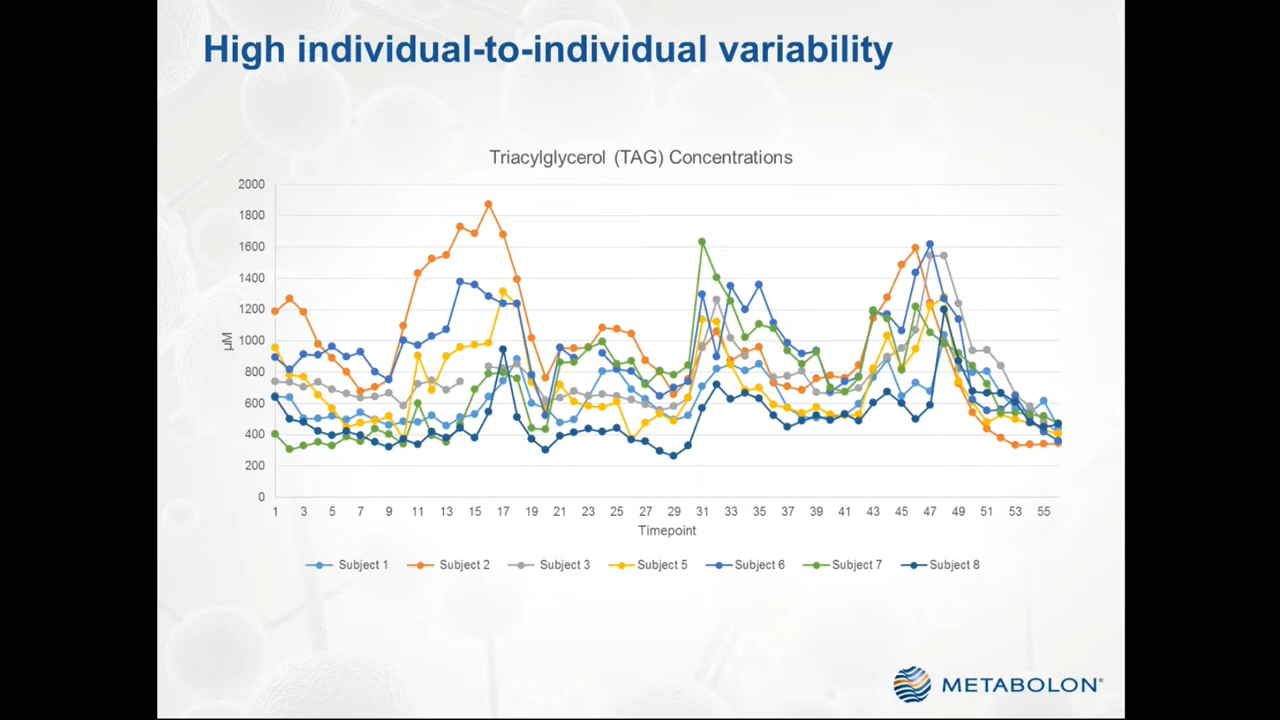 High individual-to-individual variability
Triacylglycerol (TAG) Concentrations
2000
1800
1600
1400
1200
1000
800
600
400
200
0
µM
1 3 5 7 9 11 13 15 17 19 21 23 25 27 29 31 33 35 37 39 41 43 45 47 49 51 53 55
Timepoint
Subject 1 Subject 2 Subject 3 Subject 5 Subject 6 Subject 7 Subject 8
METABOLON®